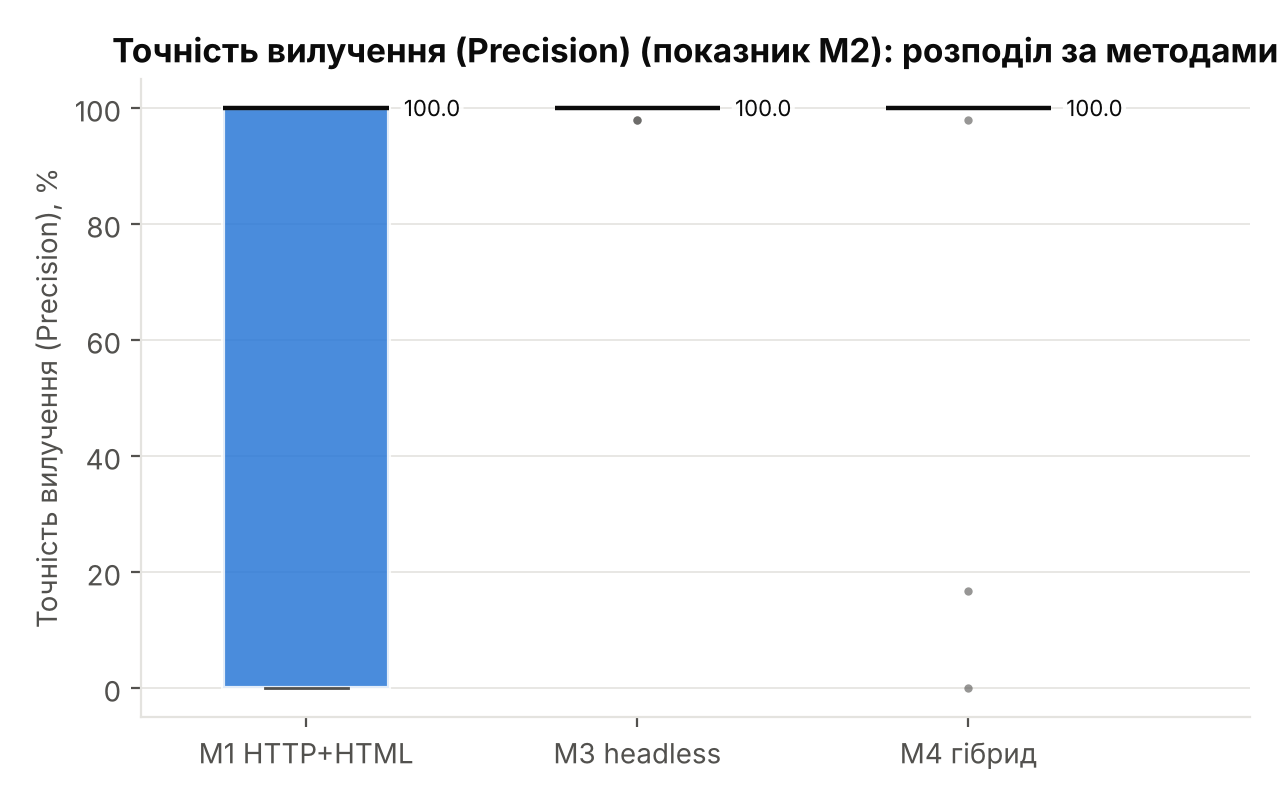 Точність вилучення (Precision) (показник М2): розподіл за методами
Точність вилучення (Precision), %
100
80
60
40
20
0
100.0
100.0
100.0
M1 HTTP+HTML
M3 headless
M4 гібрид